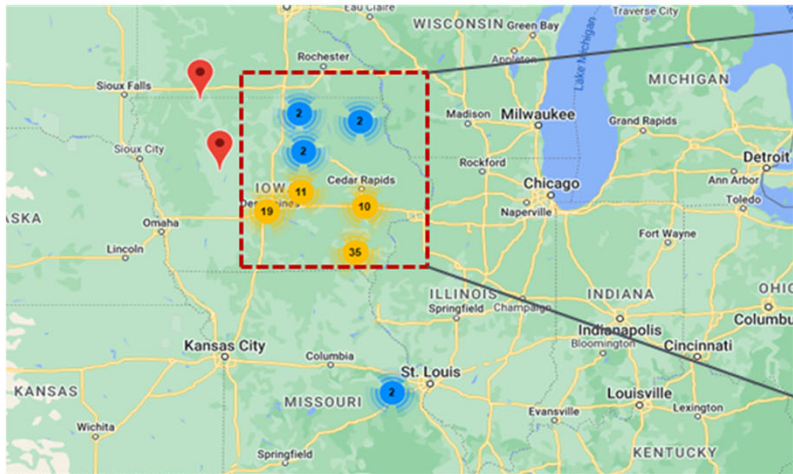 Eau Claire
WISCONSIN
Green Bay
Traverse City
Appleton
Rochester
Lake Michigan
MICHIGAN
Sioux Falls
2
2
Madison
Milwaukee
Grand Rapids
Sioux City
2
Rockford
Detroit
IOW
11
Cedar Rapids
Chicago
Ann Arbor
ASKA
Des
ines
19
10
Naperville
Toledo
Omaha
Fort Wayne
Lincoln
35
ILLINOIS
Champaign
INDIANA
OHIO
Springfield
Indianapolis
Columbu
Kansas City
Bloomington
Cincinnati
Columbia
St. Louis
KANSAS
MISSOURI
2
Louisville
Evansville
Lexington
Wichita
Springfield
KENTUCKY